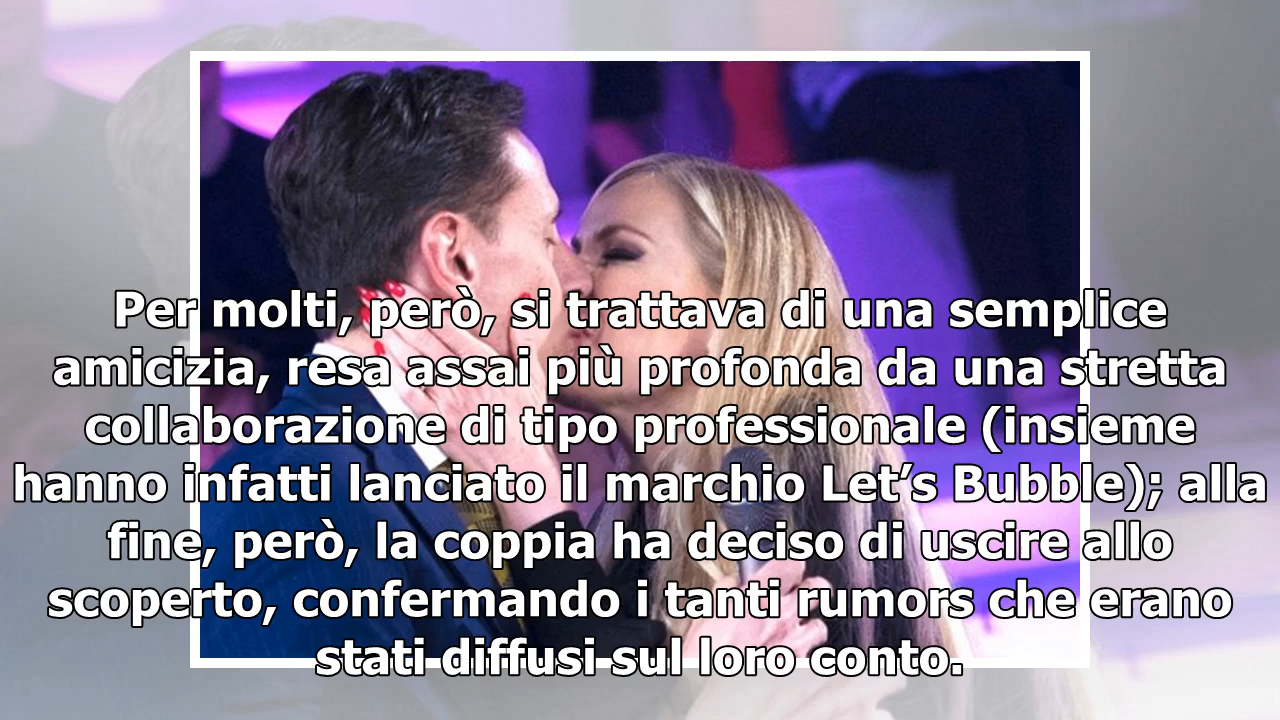 Per molti, però, si trattava di una semplice
amicizia, resa assai più profonda da una stretta
collaborazione di tipo professionale (insieme
hanno infatti lanciato il marchio Let’s Bubble); alla
fine, però, la coppia ha deciso di uscire allo
scoperto, confermando i tanti rumors che erano
stati diffusi sul loro conto.